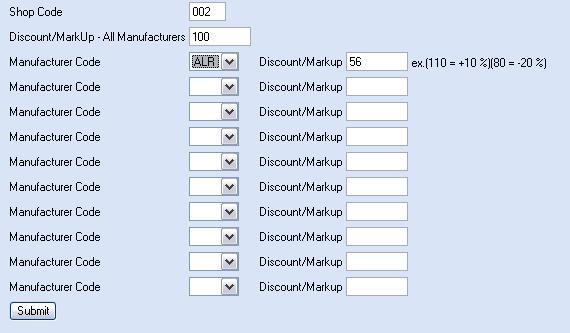 Shop Code 002
Discount/MarkUp - All Manufacturers 100
Manufacturer Code ALR Discount/Markup 56 ex.(110 = +10 %)(80 = -20 %)
Manufacturer Code Discount/Markup
Manufacturer Code Discount/Markup
Manufacturer Code Discount/Markup
Manufacturer Code Discount/Markup
Manufacturer Code Discount/Markup
Manufacturer Code Discount/Markup
Manufacturer Code Discount/Markup
Manufacturer Code Discount/Markup
Manufacturer Code Discount/Markup
Submit